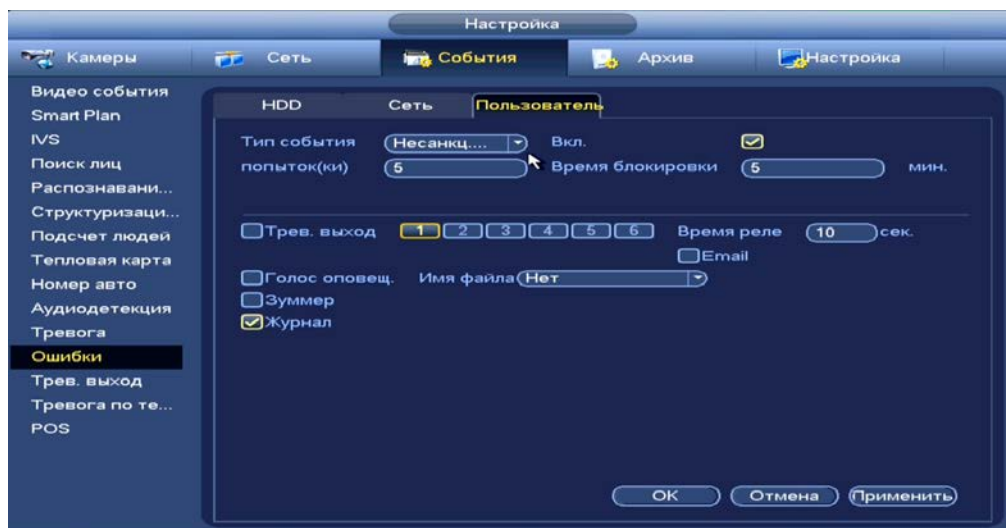 Настройка
Камеры Сеть События Архив Настройка
Видео события
Smart Plan
IVS
Поиск лиц
Распознавани...
Структуризаци...
Подсчет людей
Тепловая карта
Номер авто
Аудиодетекция
Тревога
Ошибки
Трев. выход
Тревога по те...
POS
HDD Сеть Пользователь
Тип события Несанкц.... Вкл.
попыток(ки) 5 Время блокировки 5 мин.
Трев. выход 1 2 3 4 5 6 Время реле 10 сек.
Email
Голос оповещ. Имя файла Нет
Зуммер
Журнал
OK Отмена Применить